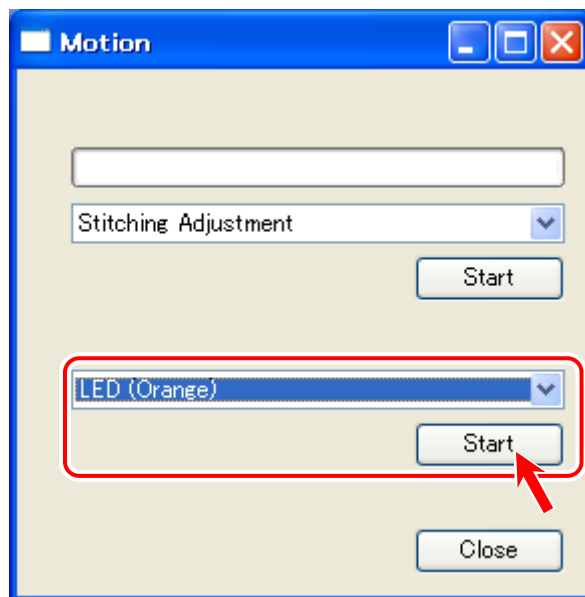 Motion
Stitching Adjustment
Start
LED (Orange)
Start
Close